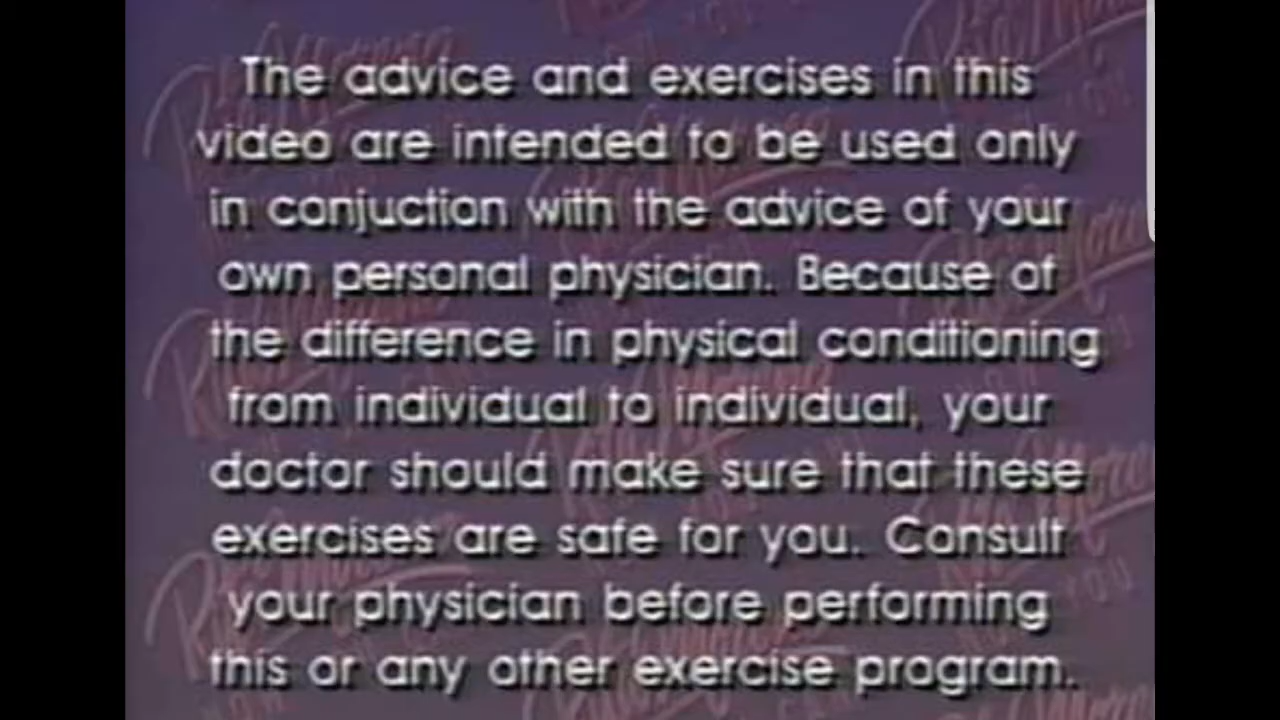 The advice and exercises in this
video are intended to be used only
in conjuction with the advice of your
own personal physician. Because of
the difference in physical conditioning
from individual to individual, your
doctor should make sure that these
exercises are safe for you. Consult
your physician before performing
this or any other exercise program.